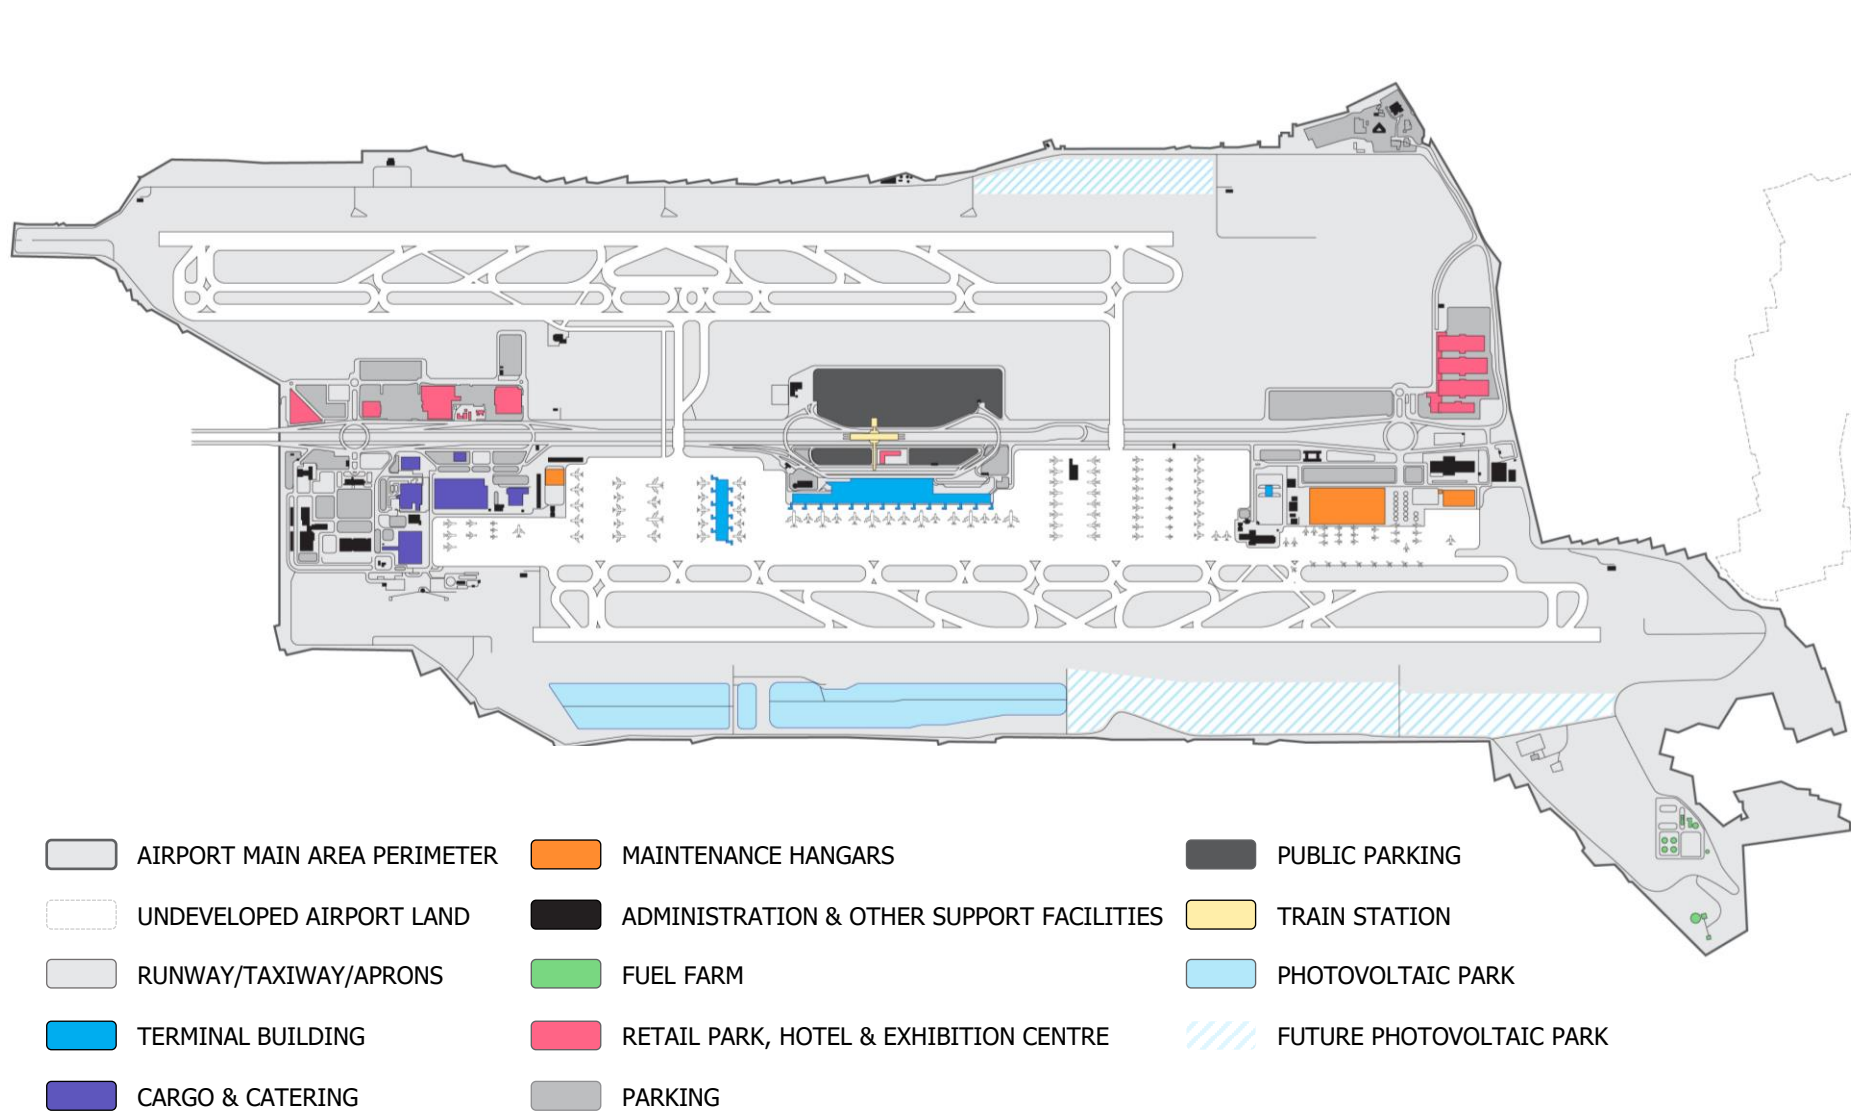 AIRPORT MAIN AREA PERIMETER
MAINTENANCE HANGARS
PUBLIC PARKING
UNDEVELOPED AIRPORT LAND
ADMINISTRATION & OTHER SUPPORT FACILITIES
TRAIN STATION
RUNWAY/TAXIWAY/APRONS
FUEL FARM
PHOTOVOLTAIC PARK
TERMINAL BUILDING
RETAIL PARK, HOTEL & EXHIBITION CENTRE
FUTURE PHOTOVOLTAIC PARK
CARGO & CATERING
PARKING